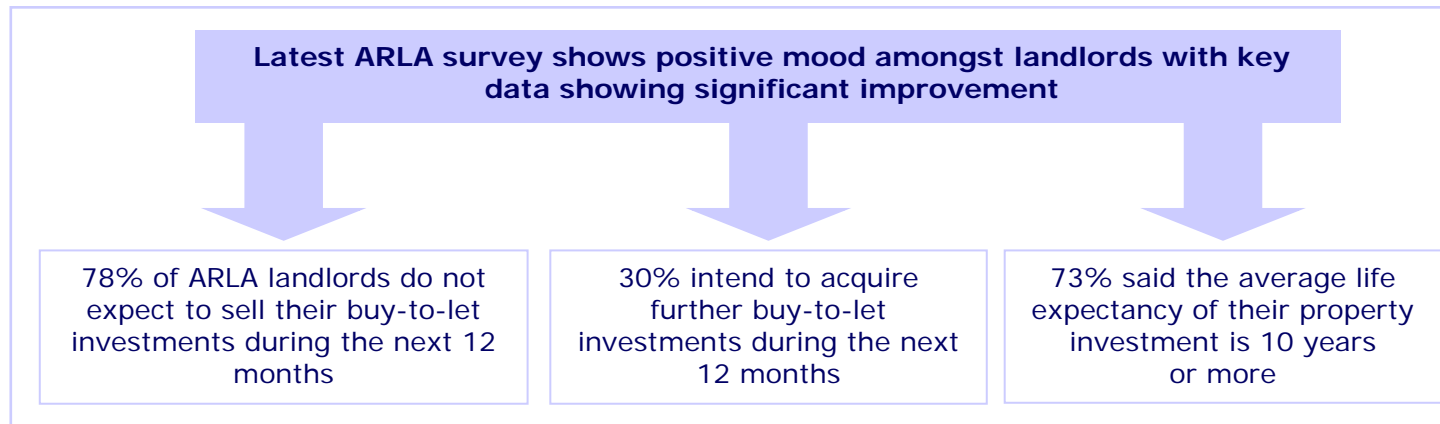 Latest ARLA survey shows positive mood amongst landlords with key
data showing significant improvement
78% of ARLA landlords do not
expect to sell their buy-to-let
investments during the next 12
months
30% intend to acquire
further buy-to-let
investments during the next
12 months
73% said the average life
expectancy of their property
investment is 10 years
or more